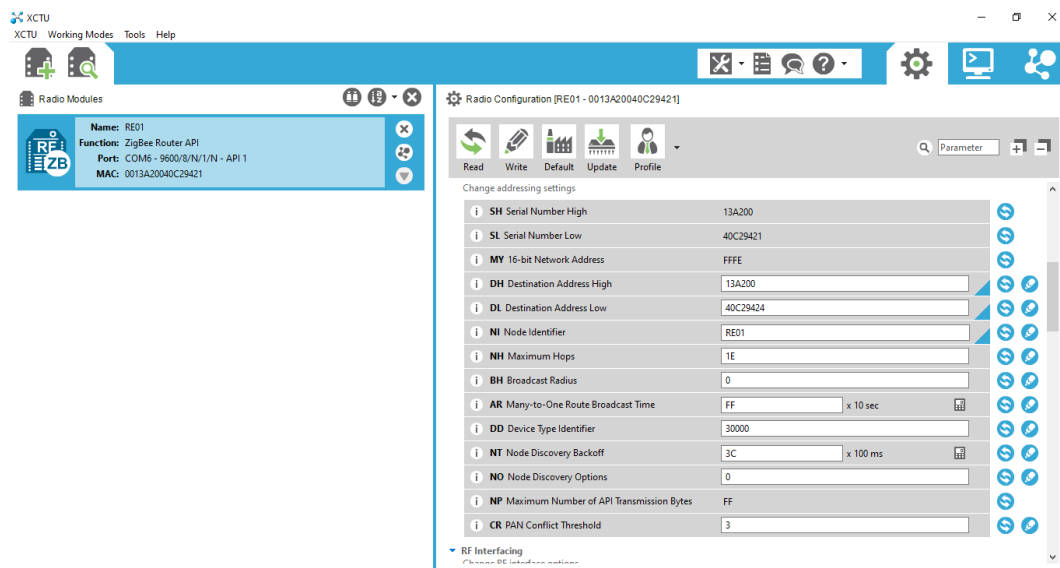 XCTU
XCTU Working Modes Tools Help
Radio Modules
Name: RE01
Function: ZigBee Router API
Port: COM6 - 9600/8/N/1/N - API 1
MAC: 0013A20040C29421
RE
ZB
Radio Configuration [RE01 - 0013A20040C29421]
Read Write Default Update Profile
Parameter
Change addressing settings
i SH Serial Number High 13A200
i SL Serial Number Low 40C29421
i MY 16-bit Network Address FFFE
i DH Destination Address High 13A200
i DL Destination Address Low 40C29424
i NI Node Identifier RE01
i NH Maximum Hops 1E
i BH Broadcast Radius 0
i AR Many-to-One Route Broadcast Time FF x 10 sec
i DD Device Type Identifier 30000
i NT Node Discovery Backoff 3C x 100 ms
i NO Node Discovery Options 0
i NP Maximum Number of API Transmission Bytes FF
i CR PAN Conflict Threshold 3
RF Interfacing
Change RF interface options